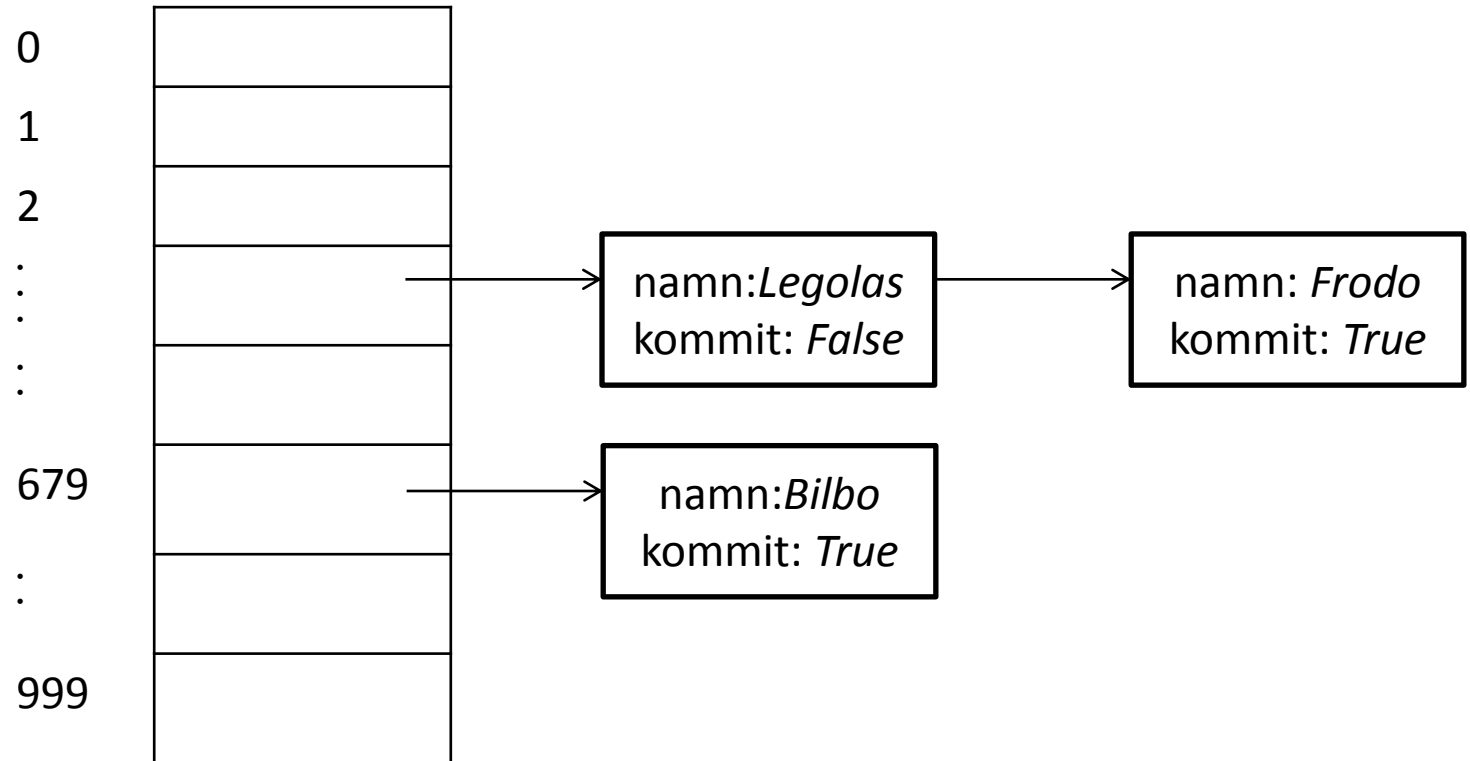 0
1
2
:
.
namn:Legolas
kommit: False
namn: Frodo
kommit: True
:
679
namn:Bilbo
kommit: True
:
999